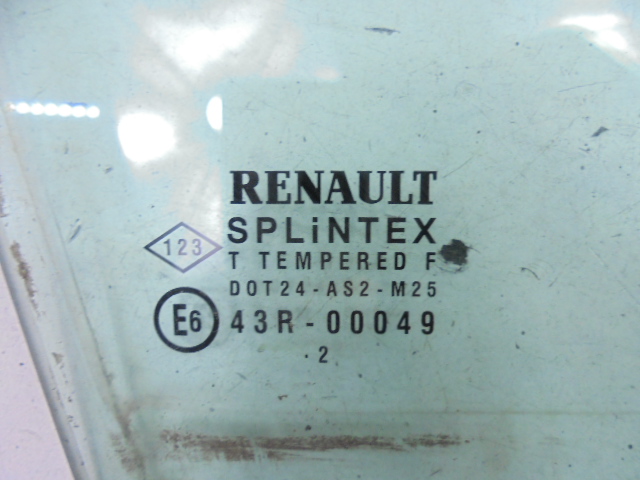 RENAULT
123
SPLiNTEX
T TEMPERED F
DOT24-AS2-M25
E6
43R-00049
. 2